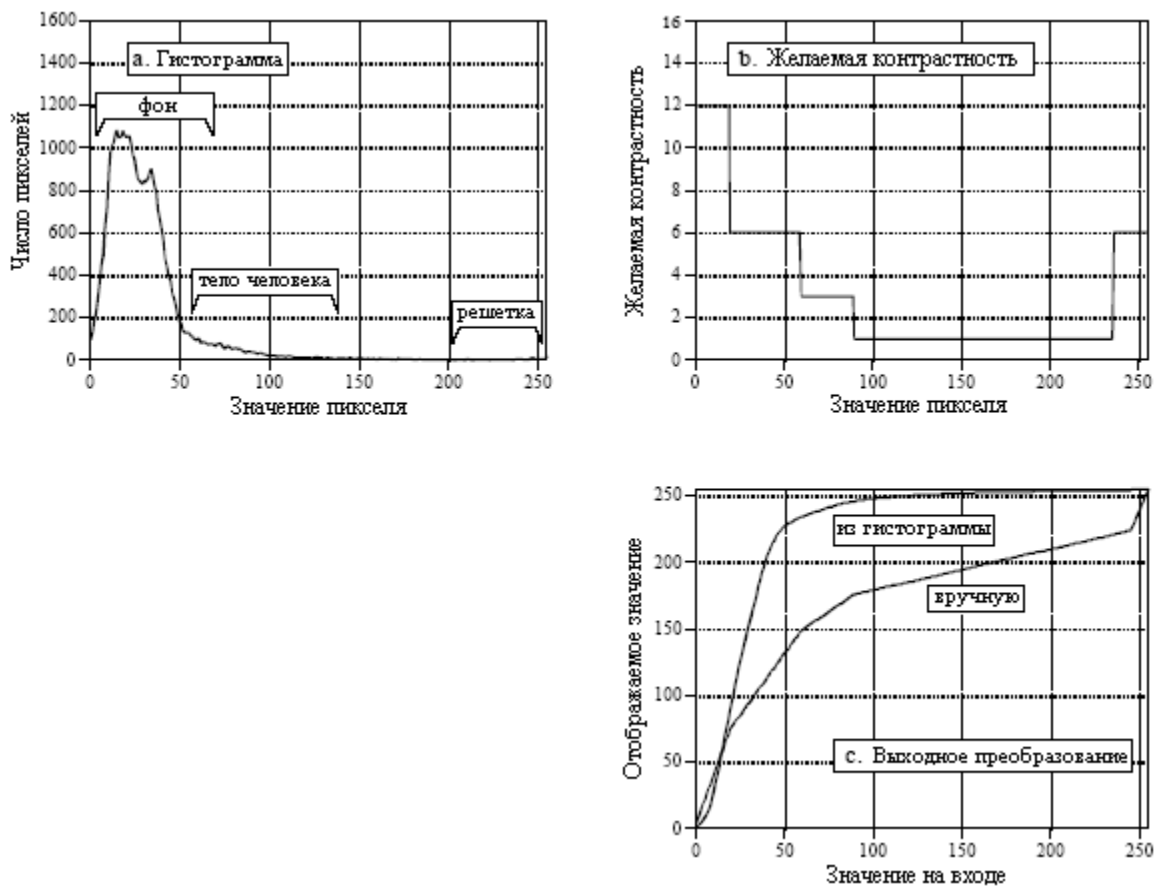 a. Гистограмма
фон
тело человека
решетка
Число пикселей
1600
1400
1200
1000
800
600
400
200
0
0 50 100 150 200 250
Значение пикселя
b. Желаемая контрастность
Желаемая контрастность
16
14
12
10
8
6
4
2
0
0 50 100 150 200 250
Значение пикселя
из гистограммы
вручную
c. Выходное преобразование
Отображаемое значение
250
200
150
100
50
0
0 50 100 150 200 250
Значение на входе